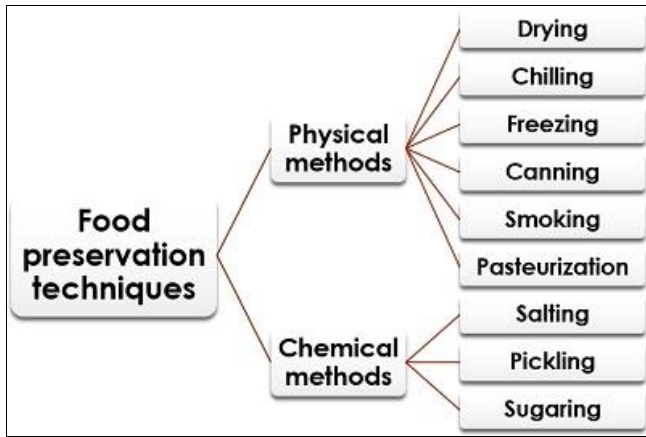 Food
preservation
techniques
Physical
methods
Drying
Chilling
Freezing
Canning
Smoking
Pasteurization
Chemical
methods
Salting
Pickling
Sugaring